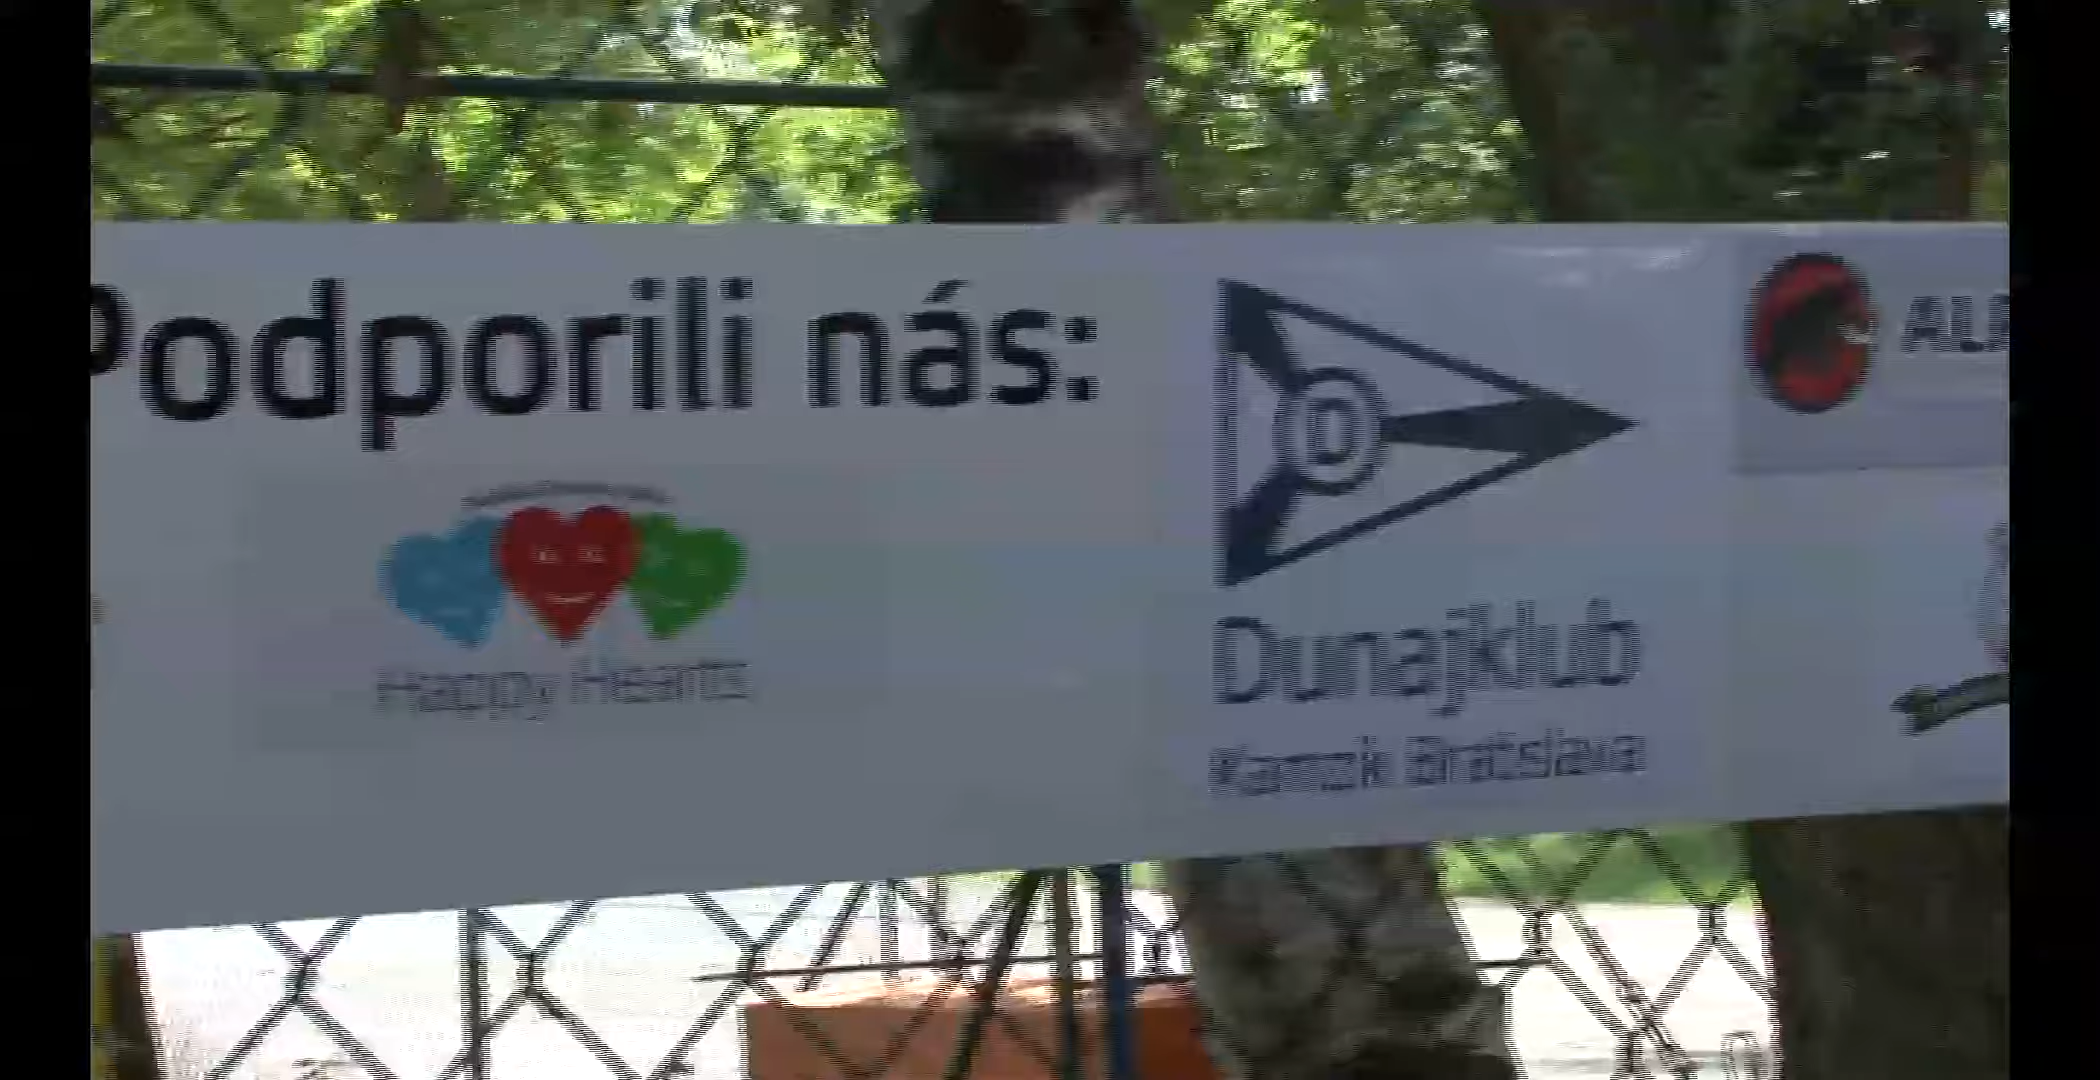 Podporili nás:
Happy Hearts
D
Dunajklub
Kamzík Bratislava